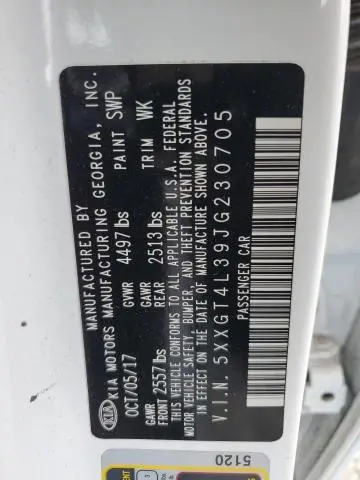 MANUFACTURED BY
KIA KIA MOTORS MANUFACTURING GEORGIA, INC.
OCT/05/17 GVWR 4497 lbs PAINT SWP
GAWR FRONT 2557 lbs GAWR REAR 2513 lbs TRIM WK
THIS VEHICLE CONFORMS TO ALL APPLICABLE U.S.A. FEDERAL
MOTOR VEHICLE SAFETY, BUMPER, AND THEFT PREVENTION STANDARDS
IN EFFECT ON THE DATE OF MANUFACTURE SHOWN ABOVE.
V.I.N. 5XXGT4L39JG230705
PASSENGER CAR
5120